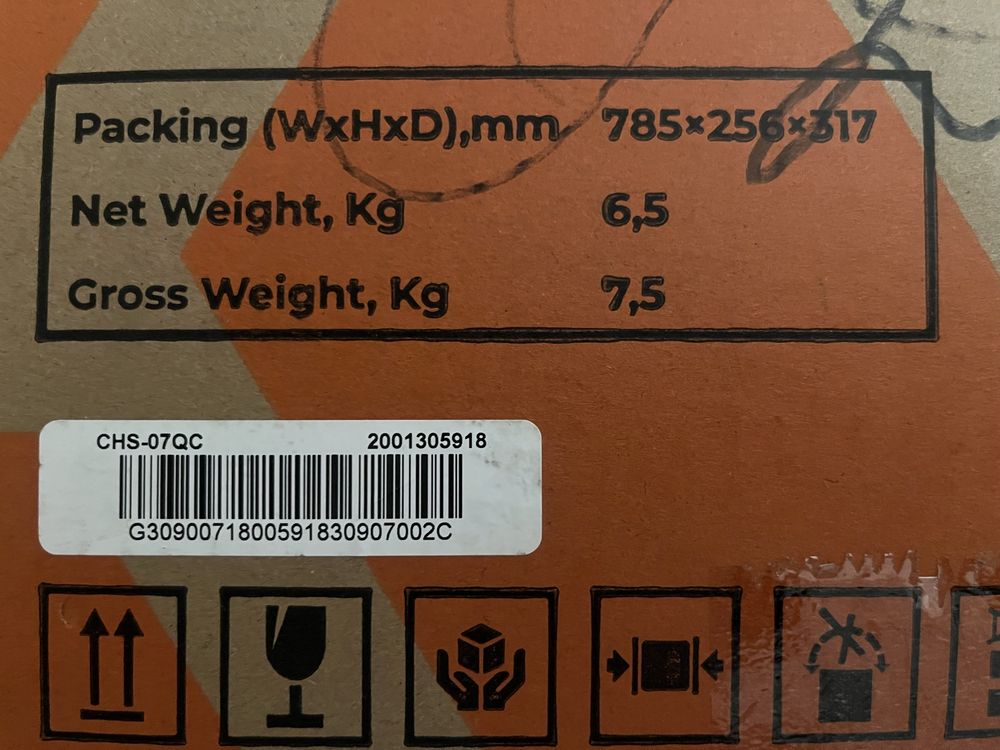 Packing (WxHxD),mm 785×256×317
Net Weight, Kg 6,5
Gross Weight, Kg 7,5
CHS-07QC 2001305918
G309007180059183090​7002C